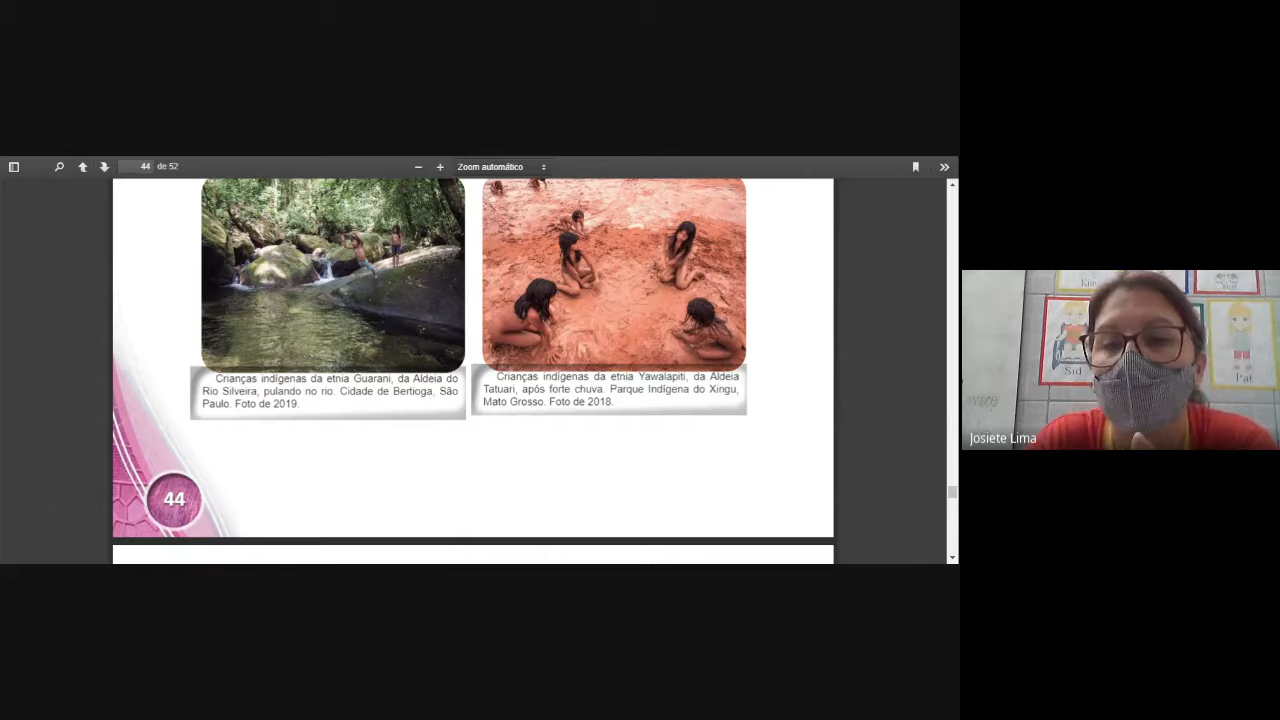 44 de 52
Zoom automático
Crianças indígenas da etnia Guarani, da Aldeia do
Rio Silveira, pulando no rio. Cidade de Bertioga, São
Paulo. Foto de 2019.
Crianças indígenas da etnia Yawalapiti, da Aldeia
Tatuari, após forte chuva. Parque Indígena do Xingu,
Mato Grosso. Foto de 2018.
44
Kim
Sid
Pat
Josiete Lima